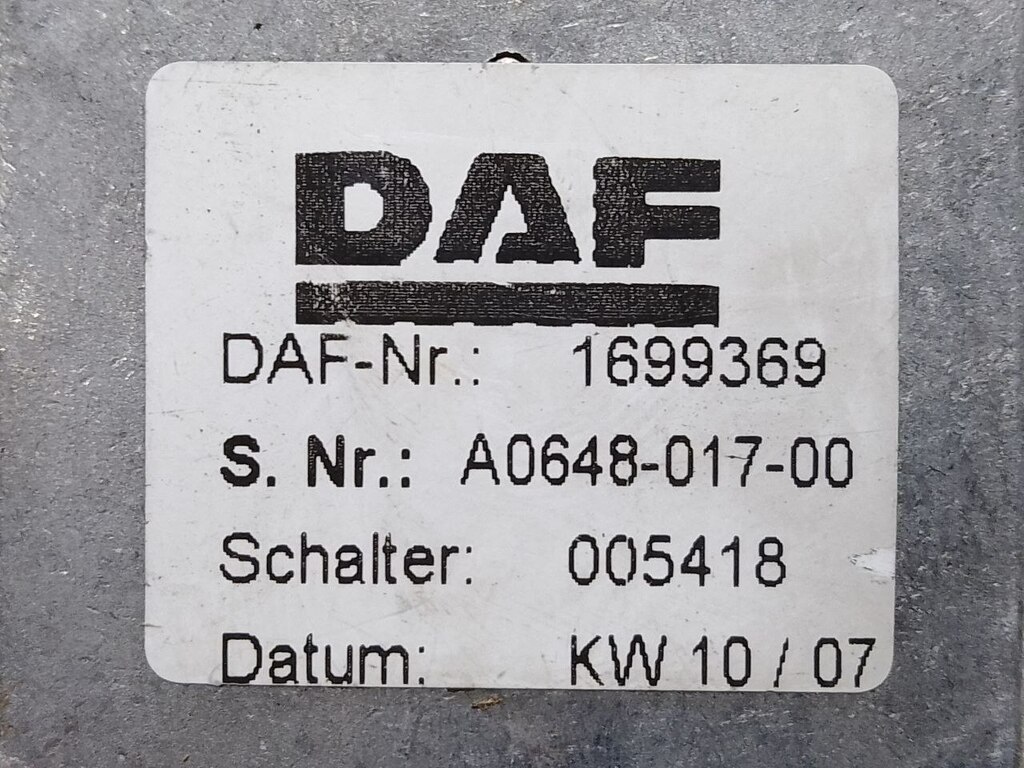 DAF
DAF-Nr.: 1699369
S. Nr.: A0648-017-00
Schalter: 005418
Datum: KW 10 / 07